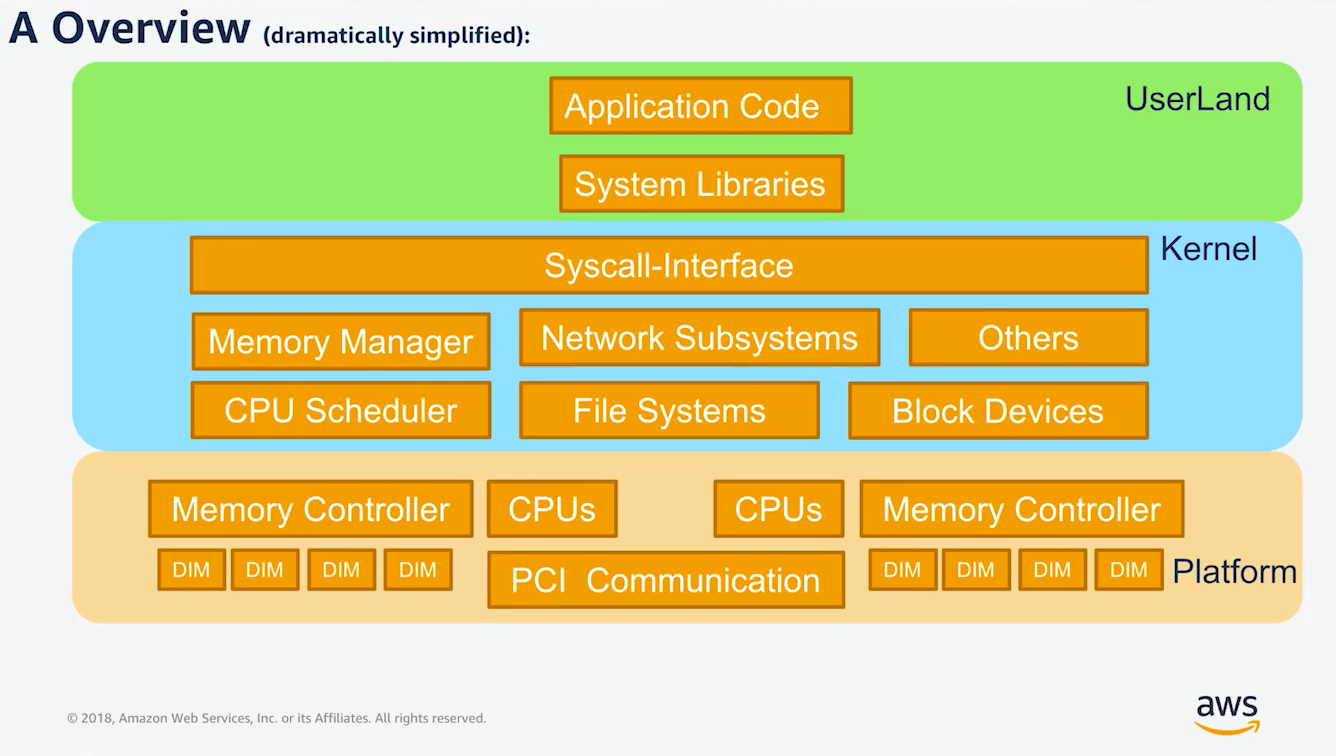 A Overview (dramatically simplified):
UserLand
Application Code
System Libraries
Kernel
Syscall-Interface
Memory Manager Network Subsystems Others
CPU Scheduler File Systems Block Devices
Memory Controller CPUs CPUs Memory Controller
DIM DIM DIM DIM PCI Communication DIM DIM DIM DIM Platform
© 2018, Amazon Web Services, Inc. or its Affiliates. All rights reserved.
aws